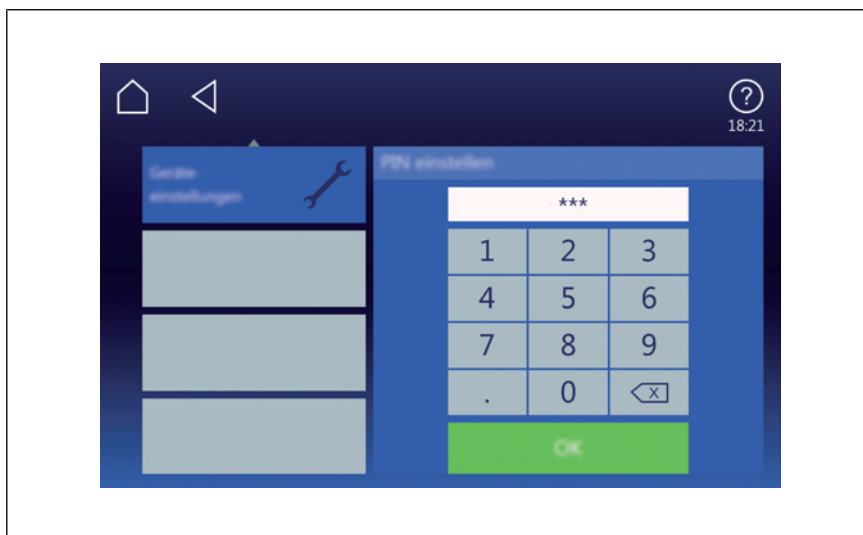 ?
18:21
Geräte-
einstellungen
PIN einstellen
***
1 2 3
4 5 6
7 8 9
. 0 X
OK